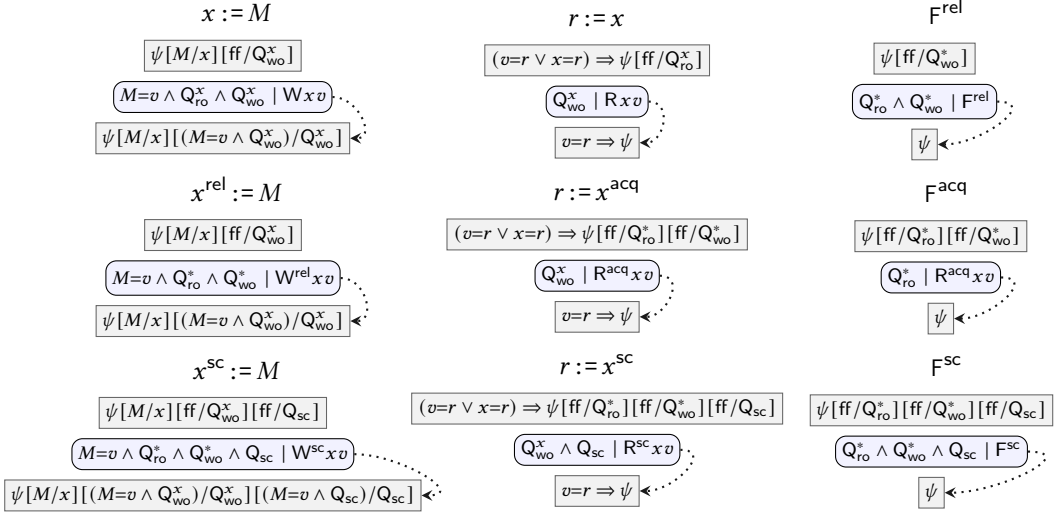 x := M
ψ[M/x][ff/Q^x_wo]
M=v ∧ Q^x_ro ∧ Q^x_wo | W x v
ψ[M/x][(M=v ∧ Q^x_wo)/Q^x_wo]
r := x
(v=r ∨ x=r) ⇒ ψ[ff/Q^x_ro]
Q^x_wo | R x v
v=r ⇒ ψ
F^rel
ψ[ff/Q^*_wo]
Q^*_ro ∧ Q^*_wo | F^rel
ψ
x^rel := M
ψ[M/x][ff/Q^x_wo]
M=v ∧ Q^*_ro ∧ Q^*_wo | W^rel x v
ψ[M/x][(M=v ∧ Q^x_wo)/Q^x_wo]
r := x^acq
(v=r ∨ x=r) ⇒ ψ[ff/Q^*_ro][ff/Q^*_wo]
Q^x_wo | R^acq x v
v=r ⇒ ψ
F^acq
ψ[ff/Q^*_ro][ff/Q^*_wo]
Q^*_ro | R^acq x v
ψ
x^sc := M
ψ[M/x][ff/Q^x_wo][ff/Q_sc]
M=v ∧ Q^*_ro ∧ Q^*_wo ∧ Q_sc | W^sc x v
ψ[M/x][(M=v ∧ Q^x_wo)/Q^x_wo][(M=v ∧ Q_sc)/Q_sc]
r := x^sc
(v=r ∨ x=r) ⇒ ψ[ff/Q^*_ro][ff/Q^*_wo][ff/Q_sc]
Q^x_wo ∧ Q_sc | R^sc x v
v=r ⇒ ψ
F^sc
ψ[ff/Q^*_ro][ff/Q^*_wo][ff/Q_sc]
Q^*_ro ∧ Q^*_wo ∧ Q_sc | F^sc
ψ